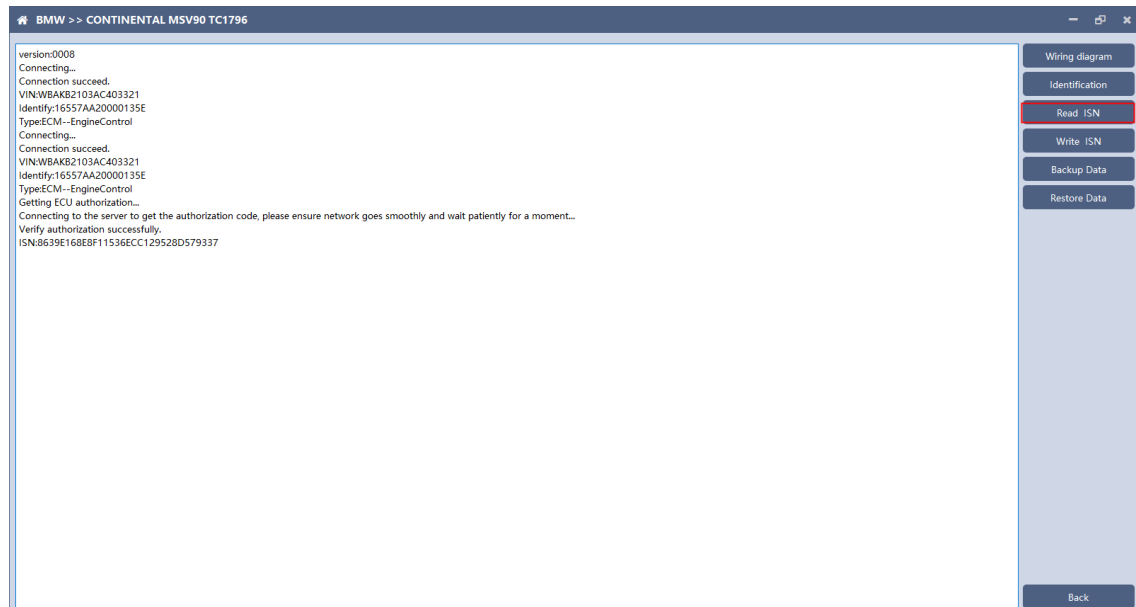 BMW >> CONTINENTAL MSV90 TC1796
version:0008
Connecting...
Connection succeed.
VIN:WBAKB2103AC403321
Identify:16557AA20000135E
Type:ECM--EngineControl
Connecting...
Connection succeed.
VIN:WBAKB2103AC403321
Identify:16557AA20000135E
Type:ECM--EngineControl
Getting ECU authorization...
Connecting to the server to get the authorization code, please ensure network goes smoothly and wait patiently for a moment...
Verify authorization successfully.
ISN:8639E168E8F11536ECC129528D579337
Wiring diagram
Identification
Read ISN
Write ISN
Backup Data
Restore Data
Back